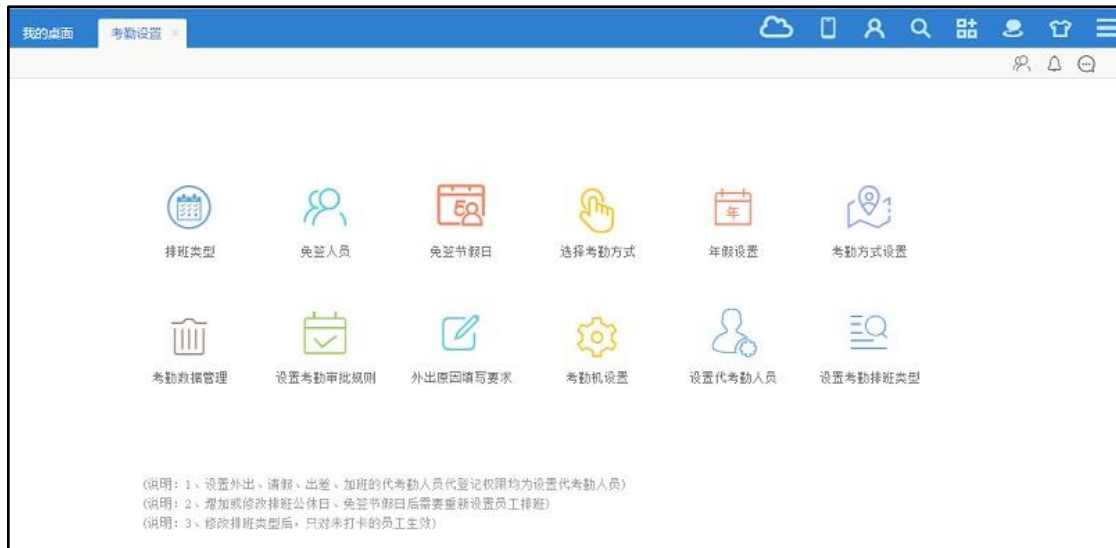 我的桌面 考勤设置 ×
排班类型 免签人员 免签节假日 选择考勤方式 年假设置 考勤方式设置
考勤数据管理 设置考勤审批规则 外出原因填写要求 考勤机设置 设置代考勤人员 设置考勤排班类型
(说明：1、设置外出、请假、出差、加班的代考勤人员代登记权限均为设置代考勤人员)
(说明：2、增加或修改排班公休日、免签节假日后需要重新设置员工排班)
(说明：3、修改排班类型后，只对未打卡的员工生效)